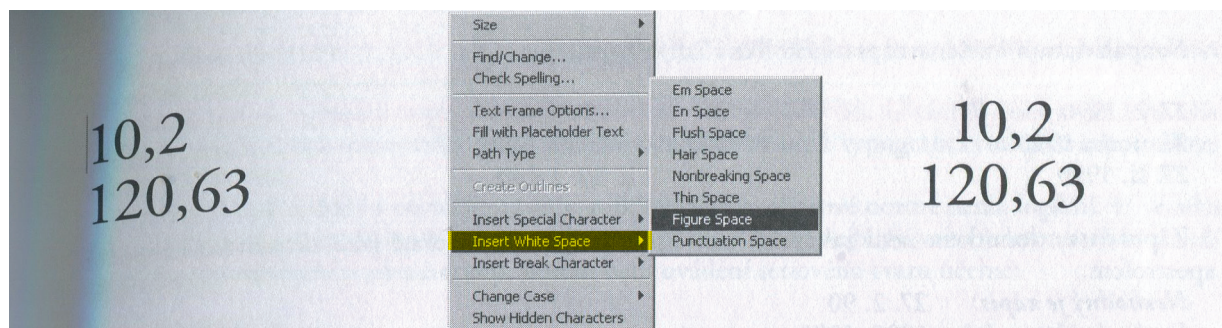 10,2
120,63
Size
Find/Change...
Check Spelling...
Text Frame Options...
Fill with Placeholder Text
Path Type
Create Outlines
Insert Special Character
Insert White Space
Insert Break Character
Change Case
Show Hidden Characters
Em Space
En Space
Flush Space
Hair Space
Nonbreaking Space
Thin Space
Figure Space
Punctuation Space
10,2
120,63